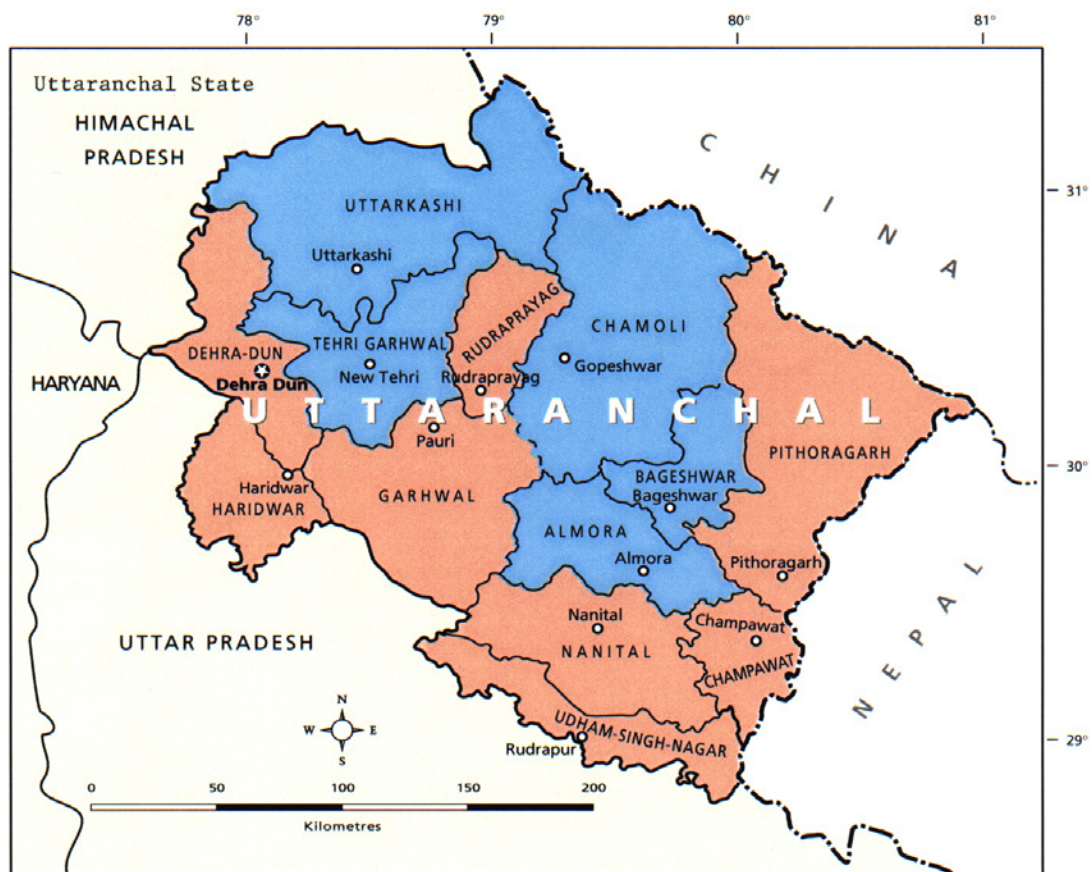 78° 79° 80° 81°
Uttaranchal State
HIMACHAL
PRADESH
CHINA
31°
UTTARKASHI
Uttarkashi
RUDRAPRAYAG
CHAMOLI
TEHRI GARHWAL
DEHRA-DUN
Gopeshwar
New Tehri
Rudraprayag
HARYANA
Dehra Dun
UTTARANCHAL
Pauri
PITHORAGARH
30°
BAGESHWAR
Haridwar
Bageshwar
GARHWAL
HARIDWAR
ALMORA
Almora
Pithoragarh
NEPAL
Nanital
Champawat
UTTAR PRADESH
NANITAL
CHAMPAWAT
N
W E
S
UDHAM-SINGH-NAGAR
Rudrapur
29°
0 50 100 150 200
Kilometres